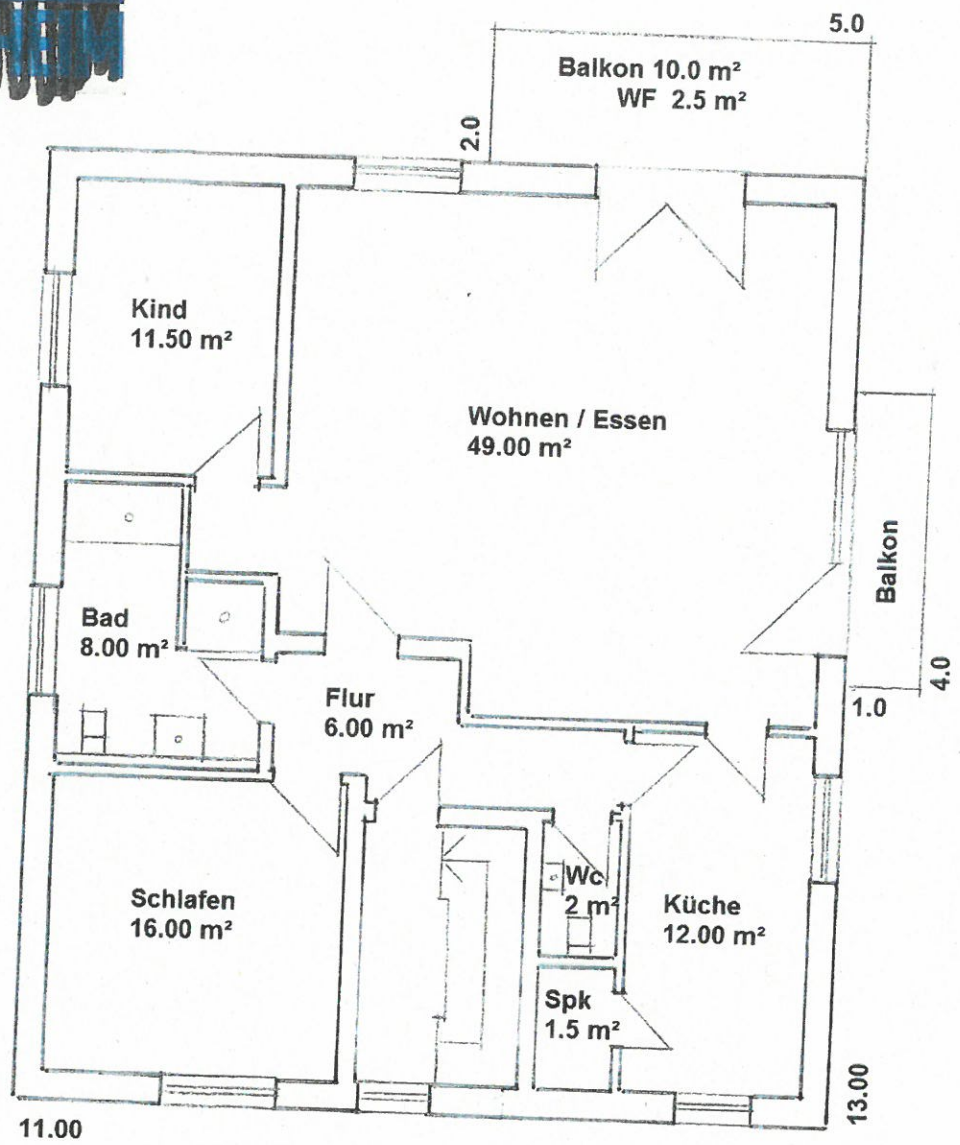 5.0
Balkon 10.0 m²
WF 2.5 m²
2.0
Kind
11.50 m²
Wohnen / Essen
49.00 m²
Balkon
Bad
8.00 m²
4.0
Flur
6.00 m²
1.0
Wc
2 m²
Küche
12.00 m²
Schlafen
16.00 m²
Spk
1.5 m²
13.00
11.00